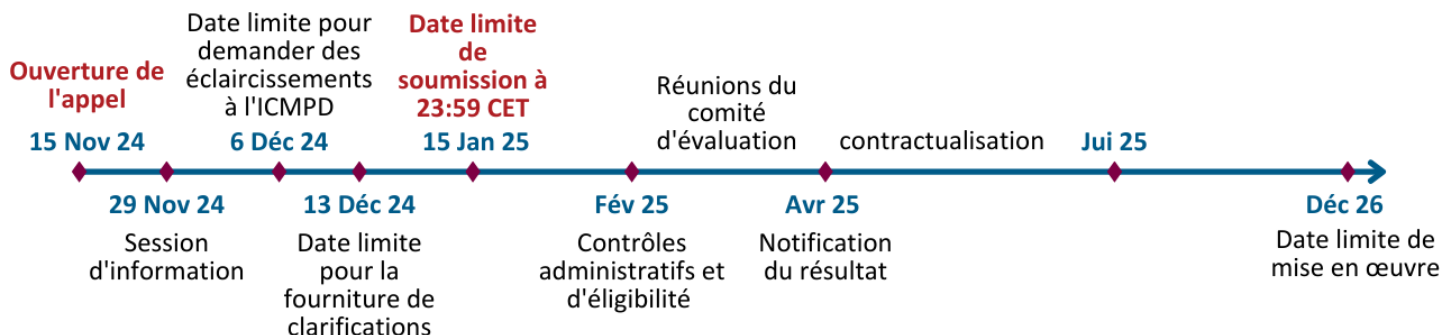 Ouverture de
l'appel
15 Nov 24
29 Nov 24
Session
d'information
Date limite pour
demander des
éclaircissements
à l'ICMPD
6 Déc 24
13 Déc 24
Date limite
pour la
fourniture de
clarifications
Date limite
de
soumission à
23:59 CET
15 Jan 25
Fév 25
Contrôles
administratifs et
d'éligibilité
Réunions du
comité
d'évaluation
Avr 25
Notification
du résultat
contractualisation
Jui 25
Déc 26
Date limite de
mise en œuvre